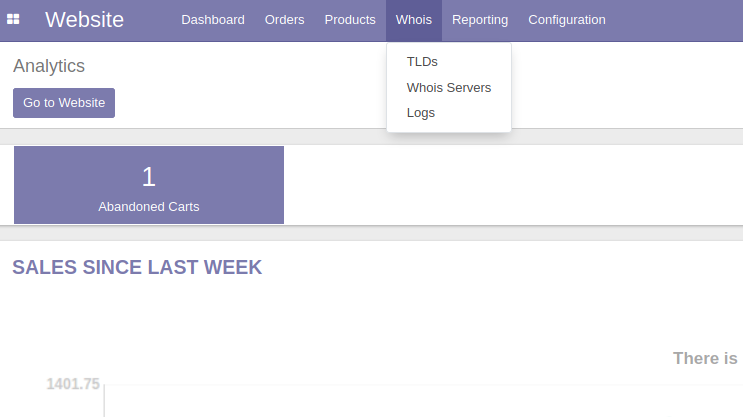 Website Dashboard Orders Products Whois Reporting Configuration
TLDs
Whois Servers
Logs
Analytics
Go to Website
1
Abandoned Carts
SALES SINCE LAST WEEK
There is
1401.75